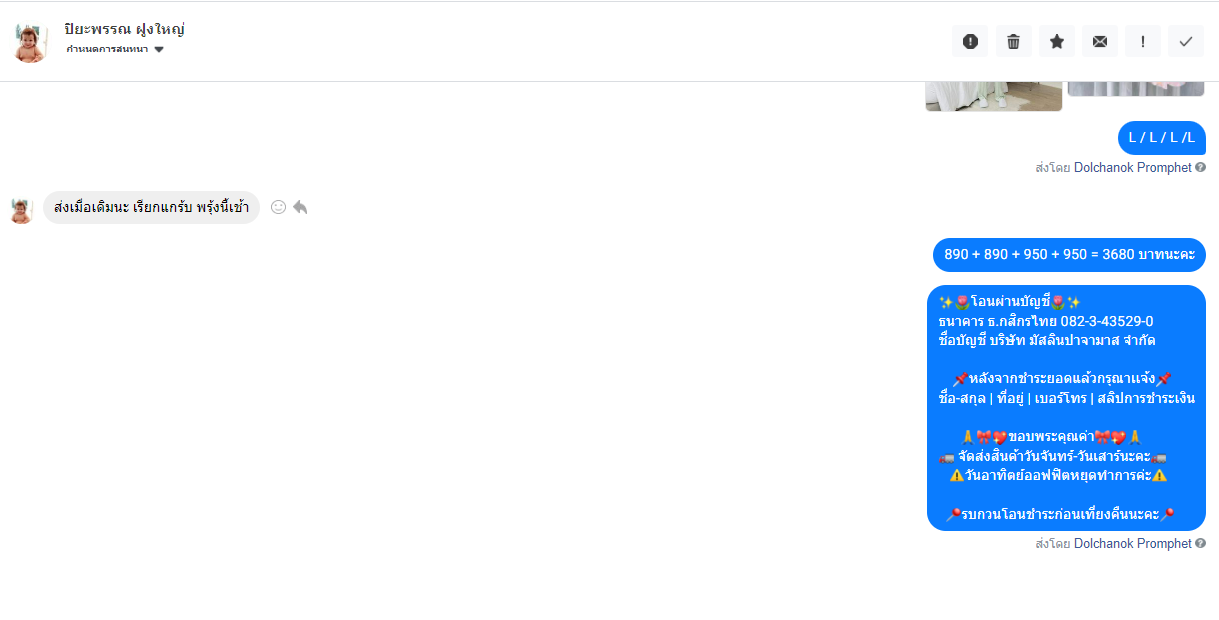 ปิยะพรรณ ฝูงใหญ่
กำหนดการสนทนา
L / L / L /L
ส่งโดย Dolchanok Promphet
ส่งเมื่อเดิมนะ เรียกแกร้บ พรุ้งนี้เช้า
890 + 890 + 950 + 950 = 3680 บาทนะคะ
✨🌷โอนผ่านบัญชี🌷✨
ธนาคาร ธ.กสิกรไทย 082-3-43529-0
ชื่อบัญชี บริษัท มัสลินปาจามาส จำกัด
📌หลังจากชำระยอดแล้วกรุณาแจ้ง📌
ชื่อ-สกุล | ที่อยู่ | เบอร์โทร | สลิปการชำระเงิน
🙏🎀💖ขอบพระคุณค่า🎀💖🙏
🚛 จัดส่งสินค้าวันจันทร์-วันเสาร์นะคะ🚛
⚠️วันอาทิตย์ออฟฟิตหยุดทำการค่ะ⚠️
📍รบกวนโอนชำระก่อนเที่ยงคืนนะคะ📍
ส่งโดย Dolchanok Promphet